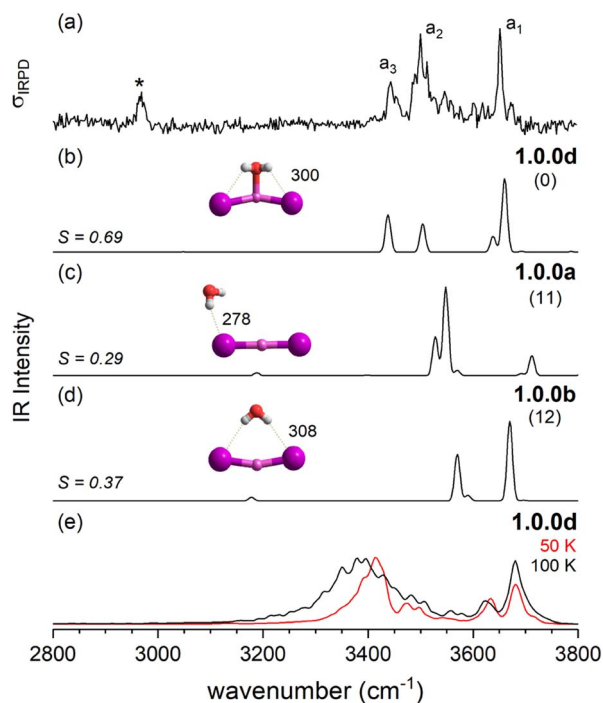 (a)
*
a₃
a₂
a₁
σIRPD
(b)
300
1.0.0d
(0)
S = 0.69
(c)
278
1.0.0a
(11)
S = 0.29
(d)
308
1.0.0b
(12)
S = 0.37
(e)
1.0.0d
50 K
100 K
IR Intensity
2800 3000 3200 3400 3600 3800
wavenumber (cm⁻¹)